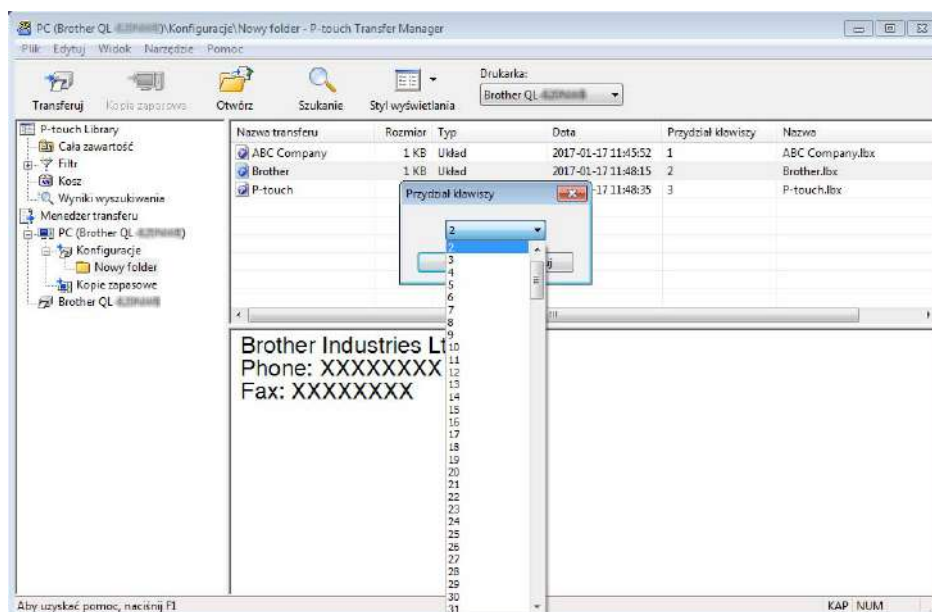 PC (Brother QL )\Konfiguracje\Nowy folder - P-touch Transfer Manager
Plik Edytuj Widok Narzędzie Pomoc
Transferuj Kopia zapasowa Otwórz Szukanie Styl wyświetlania
Drukarka:
Brother QL
P-touch Library
Cała zawartość
Filtr
Kosz
Wyniki wyszukiwania
Menedżer transferu
PC (Brother QL )
Konfiguracje
Nowy folder
Kopie zapasowe
Brother QL
Nazwa transferu Rozmiar Typ Data Przydział klawiszy Nazwa
ABC Company 1 KB Układ 2017-01-17 11:45:52 1 ABC Company.lbx
Brother 1 KB Układ 2017-01-17 11:48:15 2 Brother.lbx
P-touch -17 11:48:35 3 P-touch.lbx
Przydział klawiszy
2
2
3
4
5
6
7
8
9
10
11
12
13
14
15
16
17
18
19
20
21
22
23
24
25
26
27
28
29
30
31
Brother Industries Lt
Phone: XXXXXXXX
Fax: XXXXXXXX
Aby uzyskać pomoc, naciśnij F1
KAP NUM